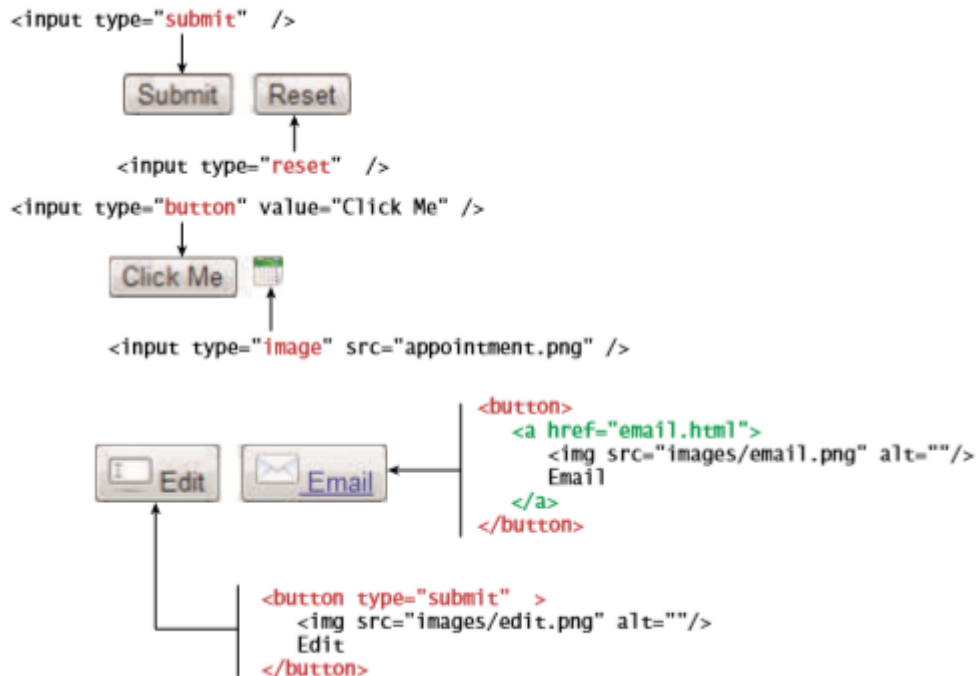 <input type="submit"  />
Submit Reset
<input type="reset"  />
<input type="button" value="Click Me" />
Click Me
<input type="image" src="appointment.png" />
<button>
<a href="email.html">
<img src="images/email.png" alt=""/>
Email
</a>
</button>
Edit Email
<button type="submit"  >
<img src="images/edit.png" alt=""/>
Edit
</button>